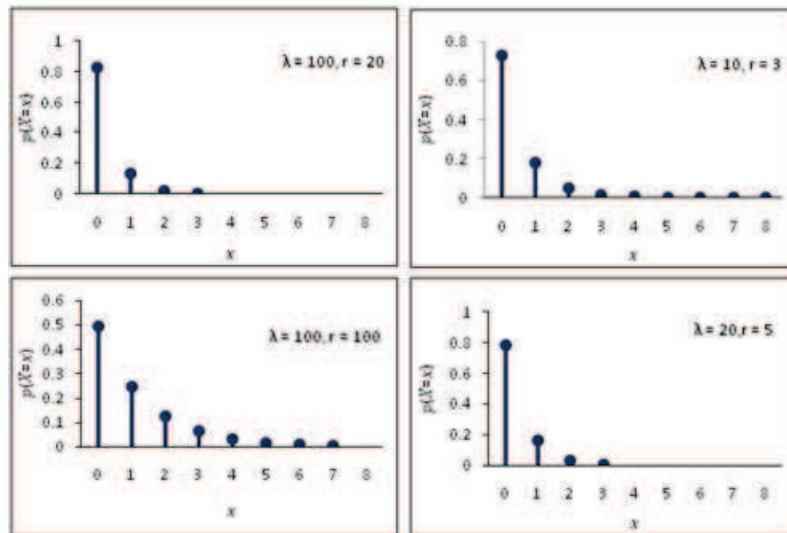 1
0.8
0.6
0.4
0.2
0
p(X=x)
λ = 100, r = 20
0 1 2 3 4 5 6 7 8
x
0.8
0.6
0.4
0.2
0
p(X=x)
λ = 10, r = 3
0 1 2 3 4 5 6 7 8
x
0.6
0.5
0.4
0.3
0.2
0.1
0
p(X=x)
λ = 100, r = 100
0 1 2 3 4 5 6 7 8
x
1
0.8
0.6
0.4
0.2
0
p(X=x)
λ = 20,r = 5
0 1 2 3 4 5 6 7 8
x